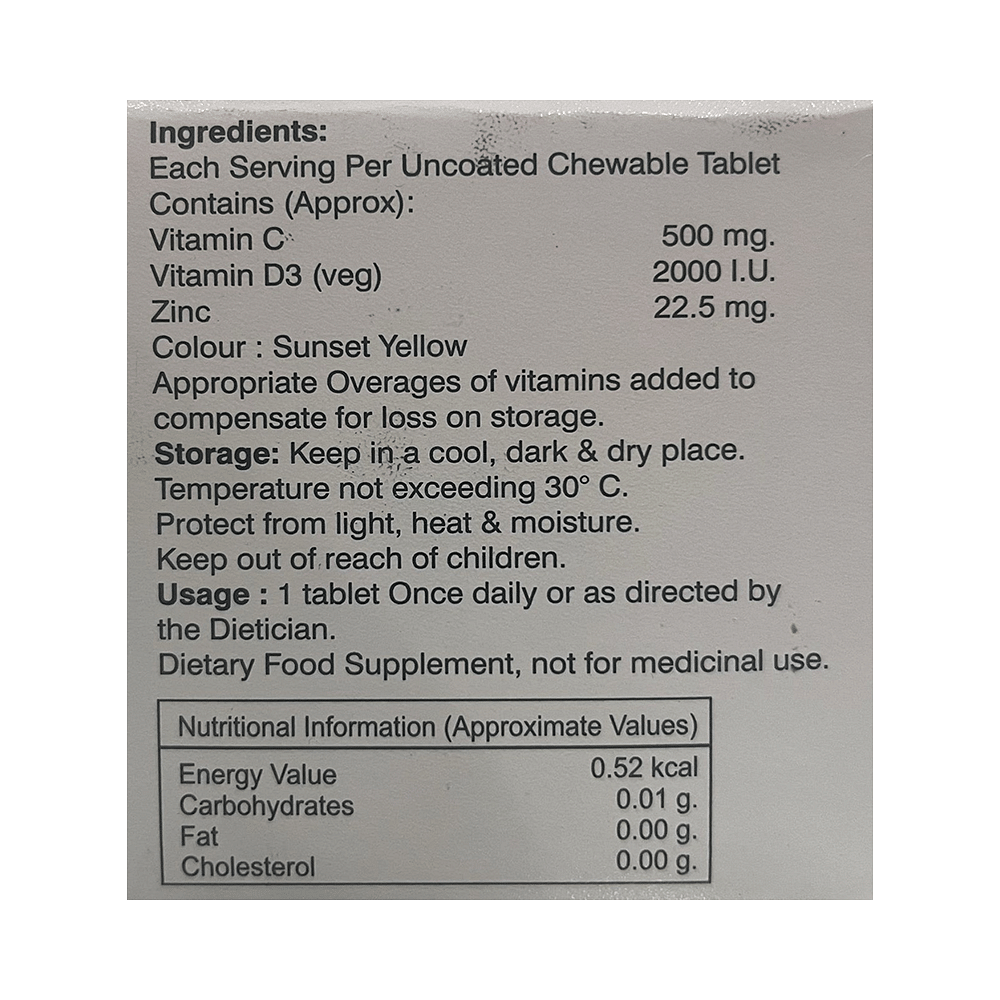 Ingredients:
Each Serving Per Uncoated Chewable Tablet
Contains (Approx):
Vitamin C 500 mg.
Vitamin D3 (veg) 2000 I.U.
Zinc 22.5 mg.
Colour : Sunset Yellow
Appropriate Overages of vitamins added to
compensate for loss on storage.
Storage: Keep in a cool, dark & dry place.
Temperature not exceeding 30° C.
Protect from light, heat & moisture.
Keep out of reach of children.
Usage : 1 tablet Once daily or as directed by
the Dietician.
Dietary Food Supplement, not for medicinal use.
Nutritional Information (Approximate Values)
Energy Value 0.52 kcal
Carbohydrates 0.01 g.
Fat 0.00 g.
Cholesterol 0.00 g.